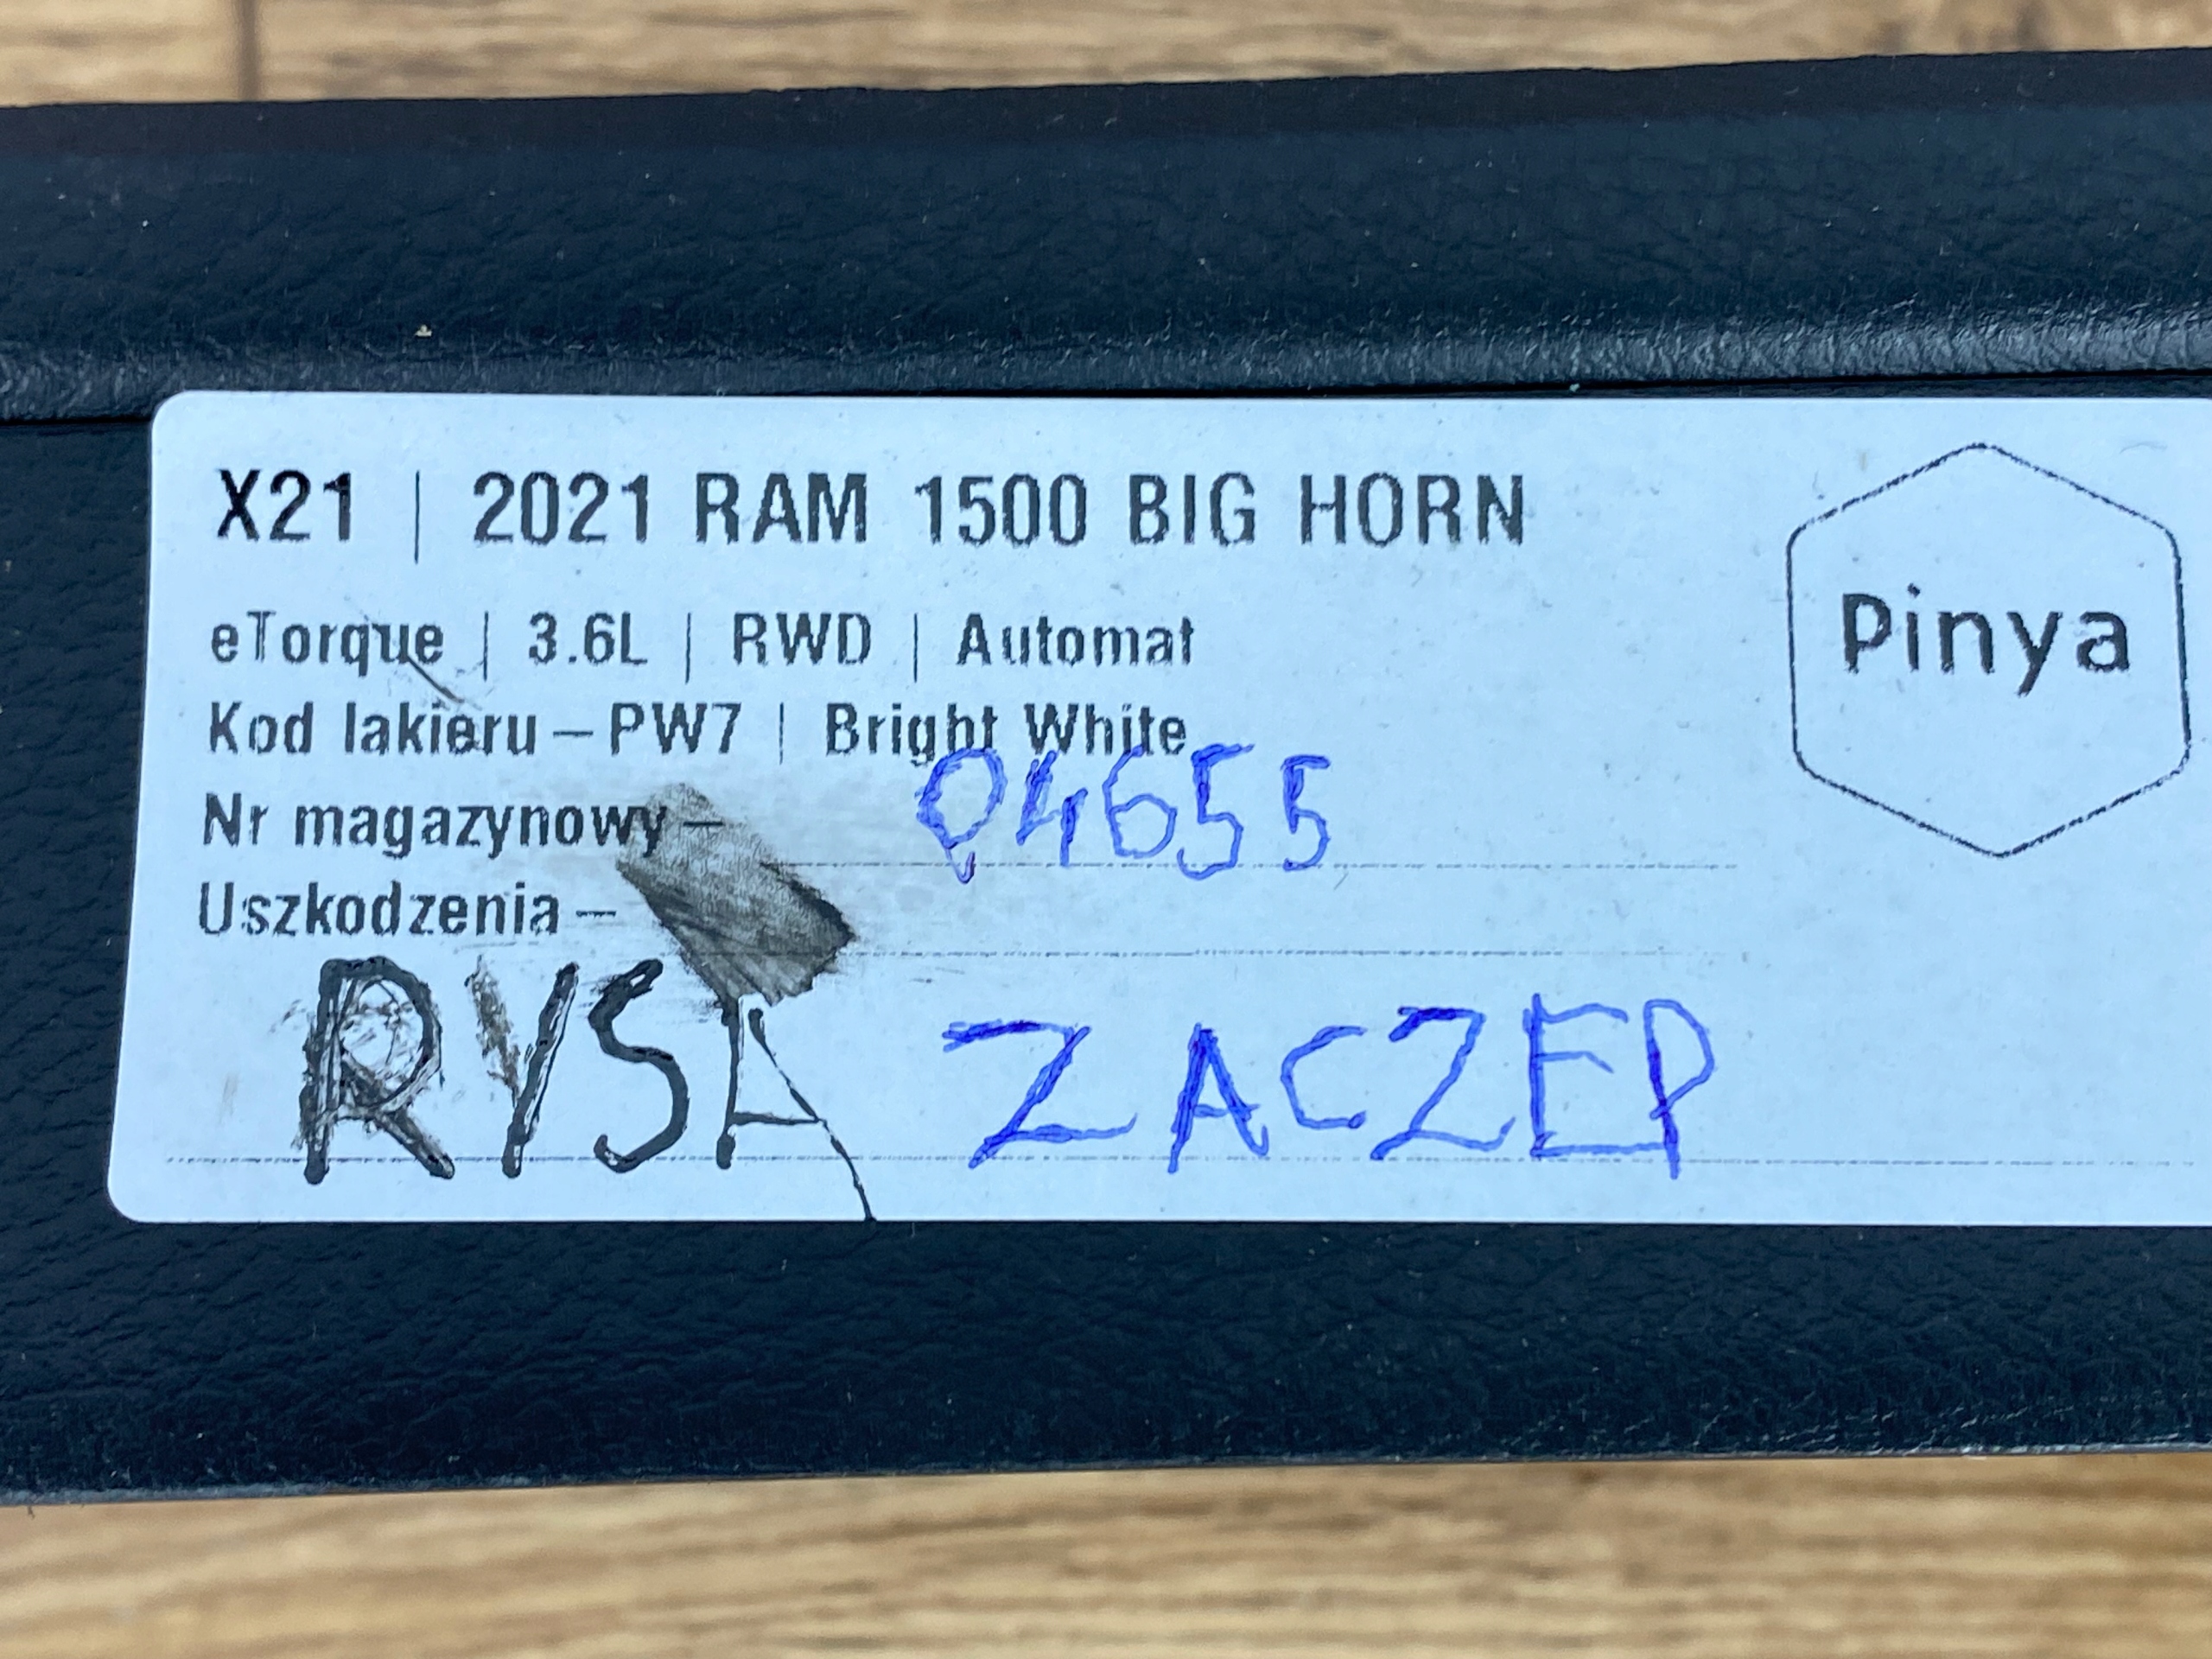 X21 | 2021 RAM 1500 BIG HORN
Pinya
eTorque | 3.6L | RWD | Automat
Kod lakieru – PW7 | Bright White
Nr magazynowy – 04655
Uszkodzenia –
RYSA ZACZEP